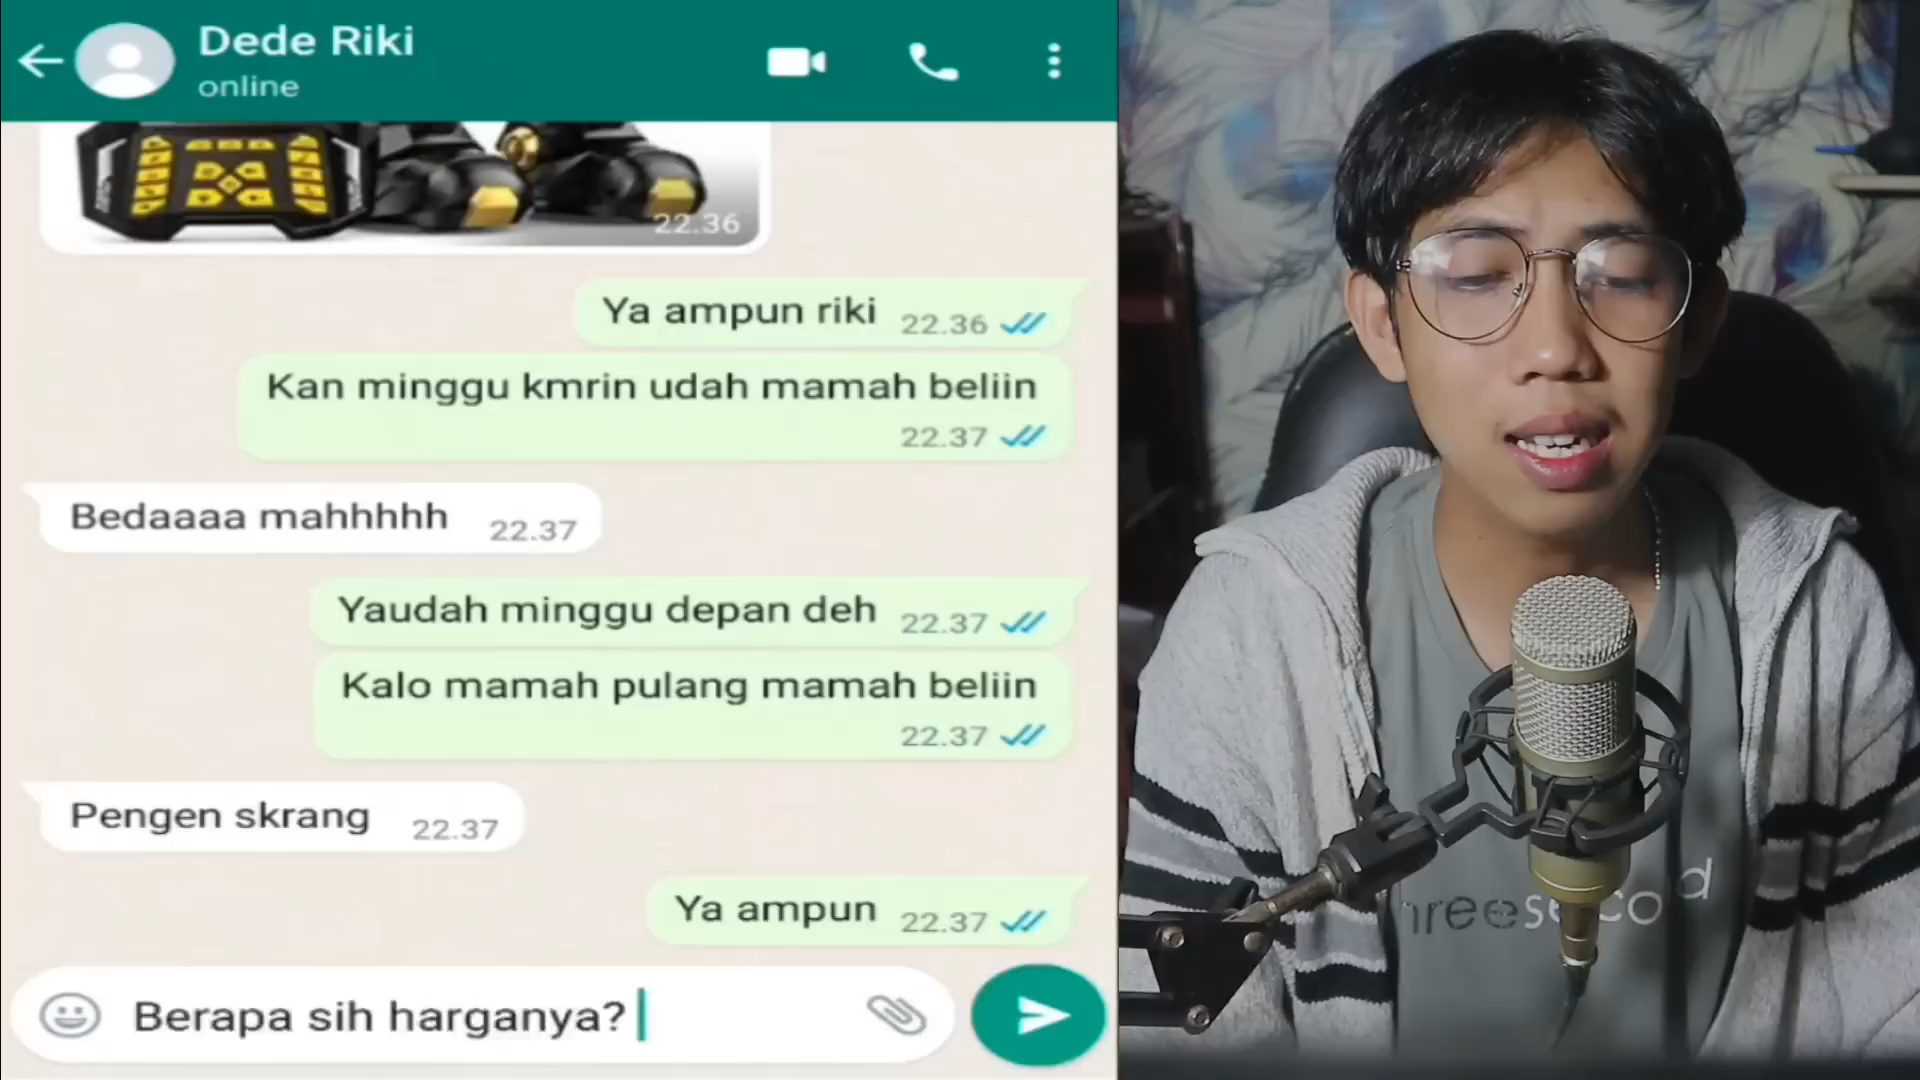 Dede Riki
online
22.36
Ya ampun riki 22.36
Kan minggu kmrin udah mamah beliin
22.37
Bedaaaa mahhhhh 22.37
Yaudah minggu depan deh 22.37
Kalo mamah pulang mamah beliin
22.37
Pengen skrang 22.37
Ya ampun 22.37
Berapa sih harganya?